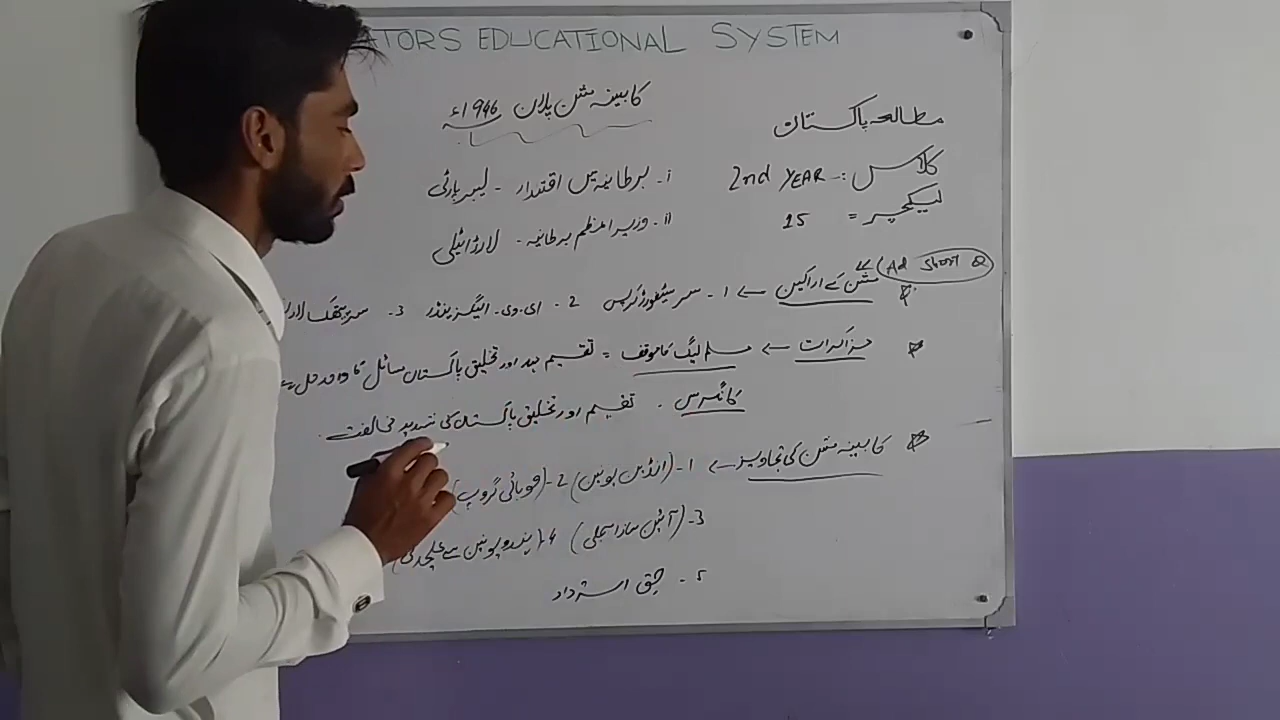 ATORS EDUCATIONAL SYSTEM
کابینہ مشن پلان 1946ء
مطالعہ پاکستان
کلاس :- 2nd YEAR
لیکچر = 15
i۔ برطانیہ میں اقتدار - لیبر پارٹی
ii۔ وزیر اعظم برطانیہ - لارڈ ایٹلی
مشن کے اراکین ← 1۔ سر سٹیفورڈ کرپس 2۔ اے۔وی۔ الیگزینڈر 3۔ سر پیتھک لار
(Ad Short Q)
مذاکرات ← مسلم لیگ کا موقف = تقسیم ہند اور تخلیق پاکستان مسائل کا واحد حل ہے
کانگرس ۔ تقسیم اور تخلیق پاکستان کی شدید مخالفت ۔
کابینہ مشن کی تجاویز ← 1۔ (انڈین یونین) 2۔ (صوبائی گروپ)
3۔ (آئین ساز اسمبلی) 4۔ (یونین سے علیحدگی)
5۔ حق استرداد